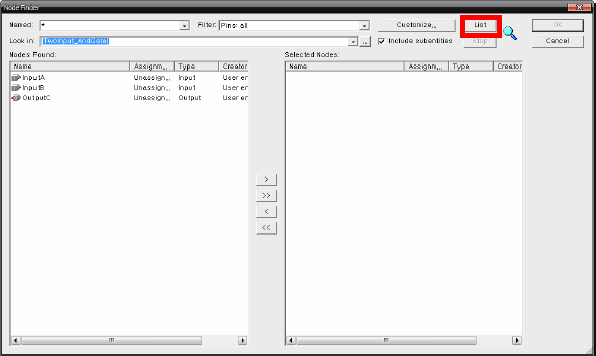 Node Finder
Named: * Filter: Pins: all Customize... List OK
Look in: |TwoInput_AndGate| ... Include subentities Stop Cancel
Nodes Found: Selected Nodes:
Name Assignm... Type Creator Name Assignm... Type Creator
InputA Unassign... Input User en
InputB Unassign... Input User en
OutputC Unassign... Output User en
>
>>
<
<<